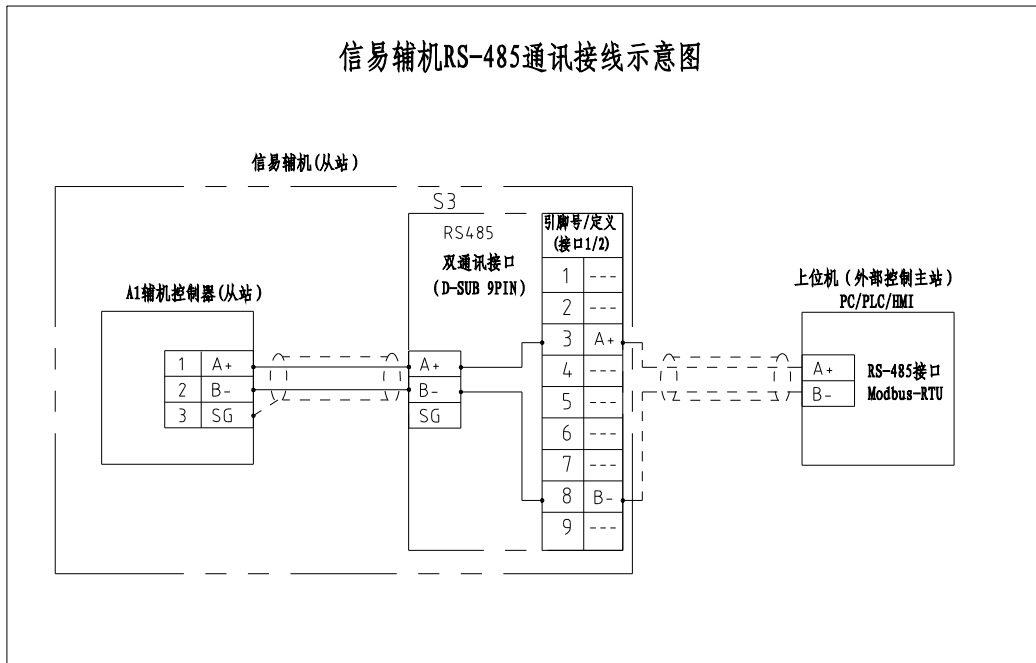 信易辅机RS-485通讯接线示意图
信易辅机(从站)
S3
RS485
双通讯接口
(D-SUB 9PIN)
引脚号/定义
(接口1/2)
1 ---
2 ---
3 A+
4 ---
5 ---
6 ---
7 ---
8 B-
9 ---
A1辅机控制器(从站)
1 A+
2 B-
3 SG
A+
B-
SG
上位机(外部控制主站)
PC/PLC/HMI
A+
B-
RS-485接口
Modbus-RTU